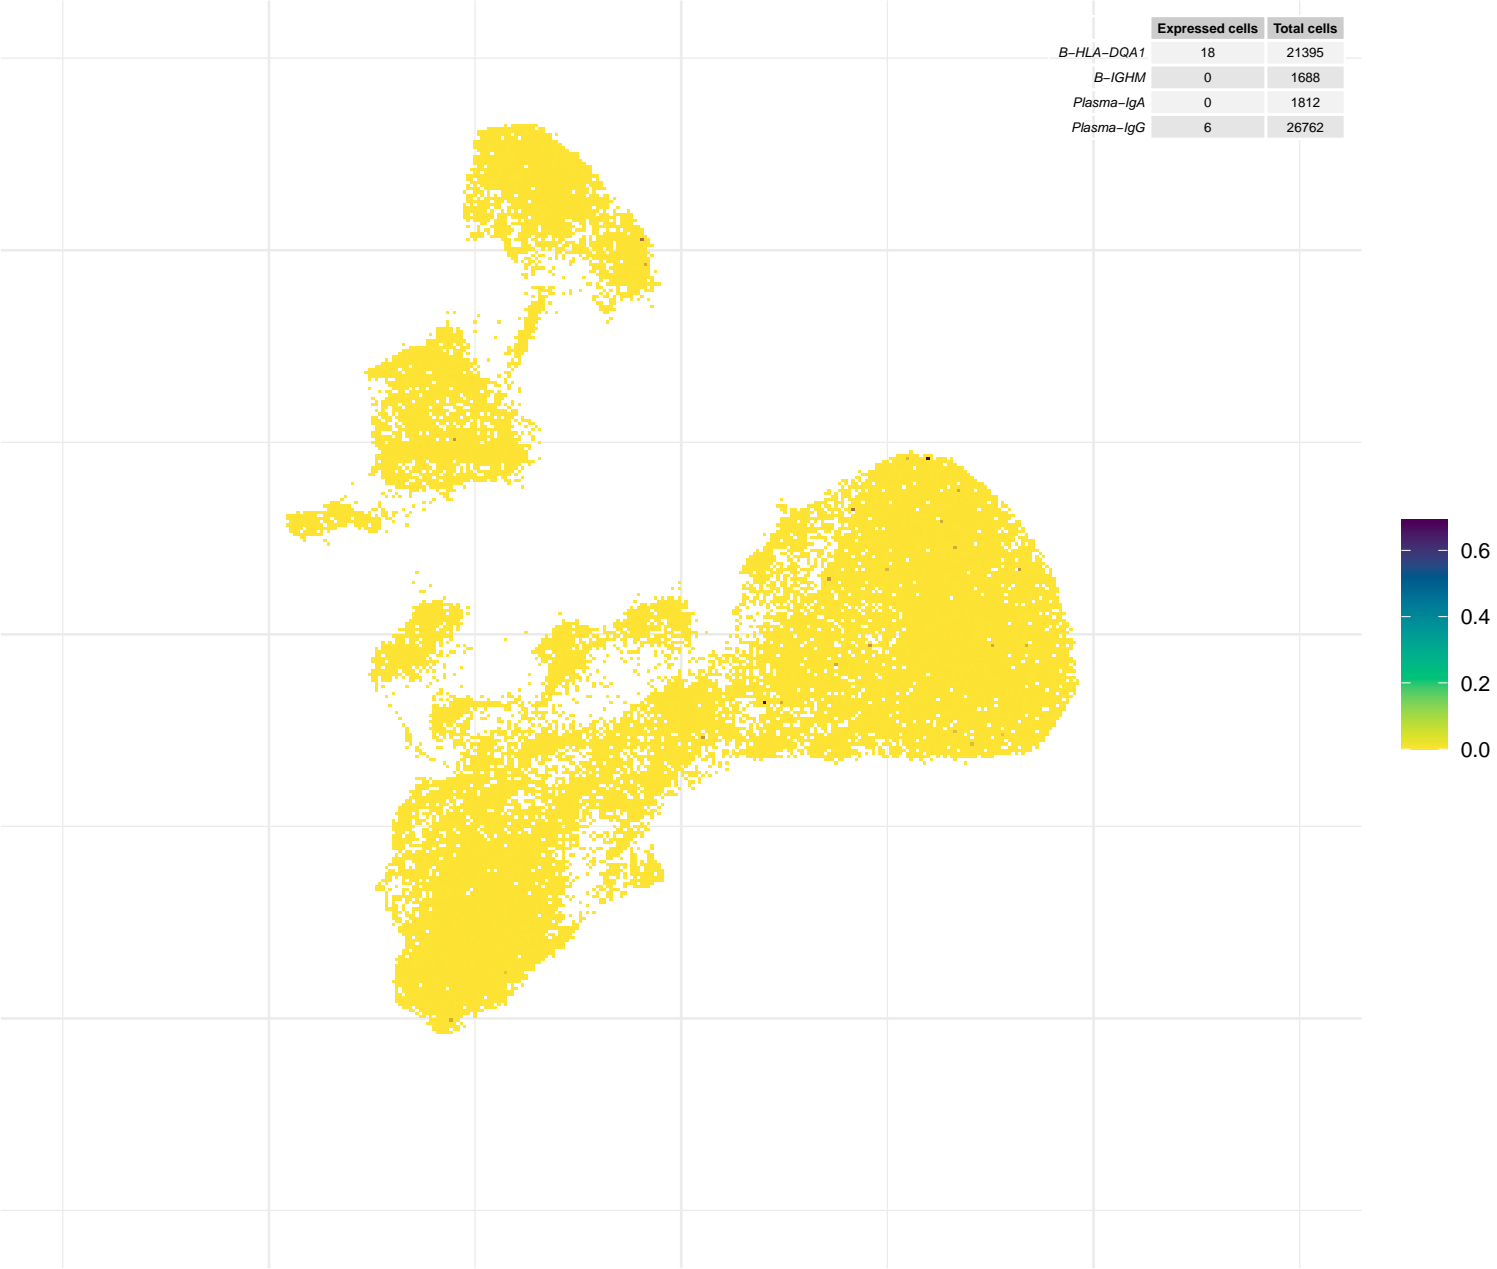 Expressed cells Total cells
B−HLA−DQA1 18 21395
B−IGHM 0 1688
Plasma−IgA 0 1812
Plasma−IgG 6 26762
0.6
0.4
0.2
0.0